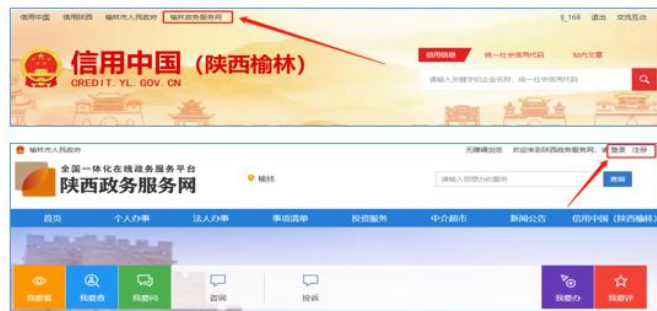 信用中国 信用陕西 榆林市人民政府 榆林政务服务网
168 退出 交流互动
信用中国 (陕西榆林)
CREDIT. YL. GOV. CN
信用信息 统一社会信用代码 站内文章
请输入关键字如企业名称、统一社会信用代码
榆林市人民政府
无障碍浏览 欢迎来到陕西政务服务网，请 登录 注册
全国一体化在线政务服务平台
陕西政务服务网
榆林
请输入您想办的服务
查询
首页 个人办事 法人办事 事项清单 投资服务 中介超市 新闻公告 信用中国（陕西榆林）
我要看 我要查 我要问 咨询 投诉 我要办 我要评